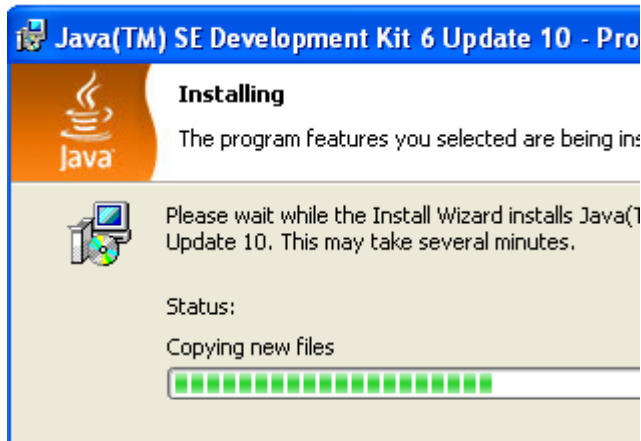 Java(TM) SE Development Kit 6 Update 10 - Pro
Installing
The program features you selected are being ins
Java
Please wait while the Install Wizard installs Java(T
Update 10. This may take several minutes.
Status:
Copying new files